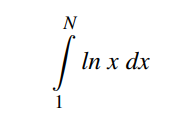 N
∫ ln x dx
1